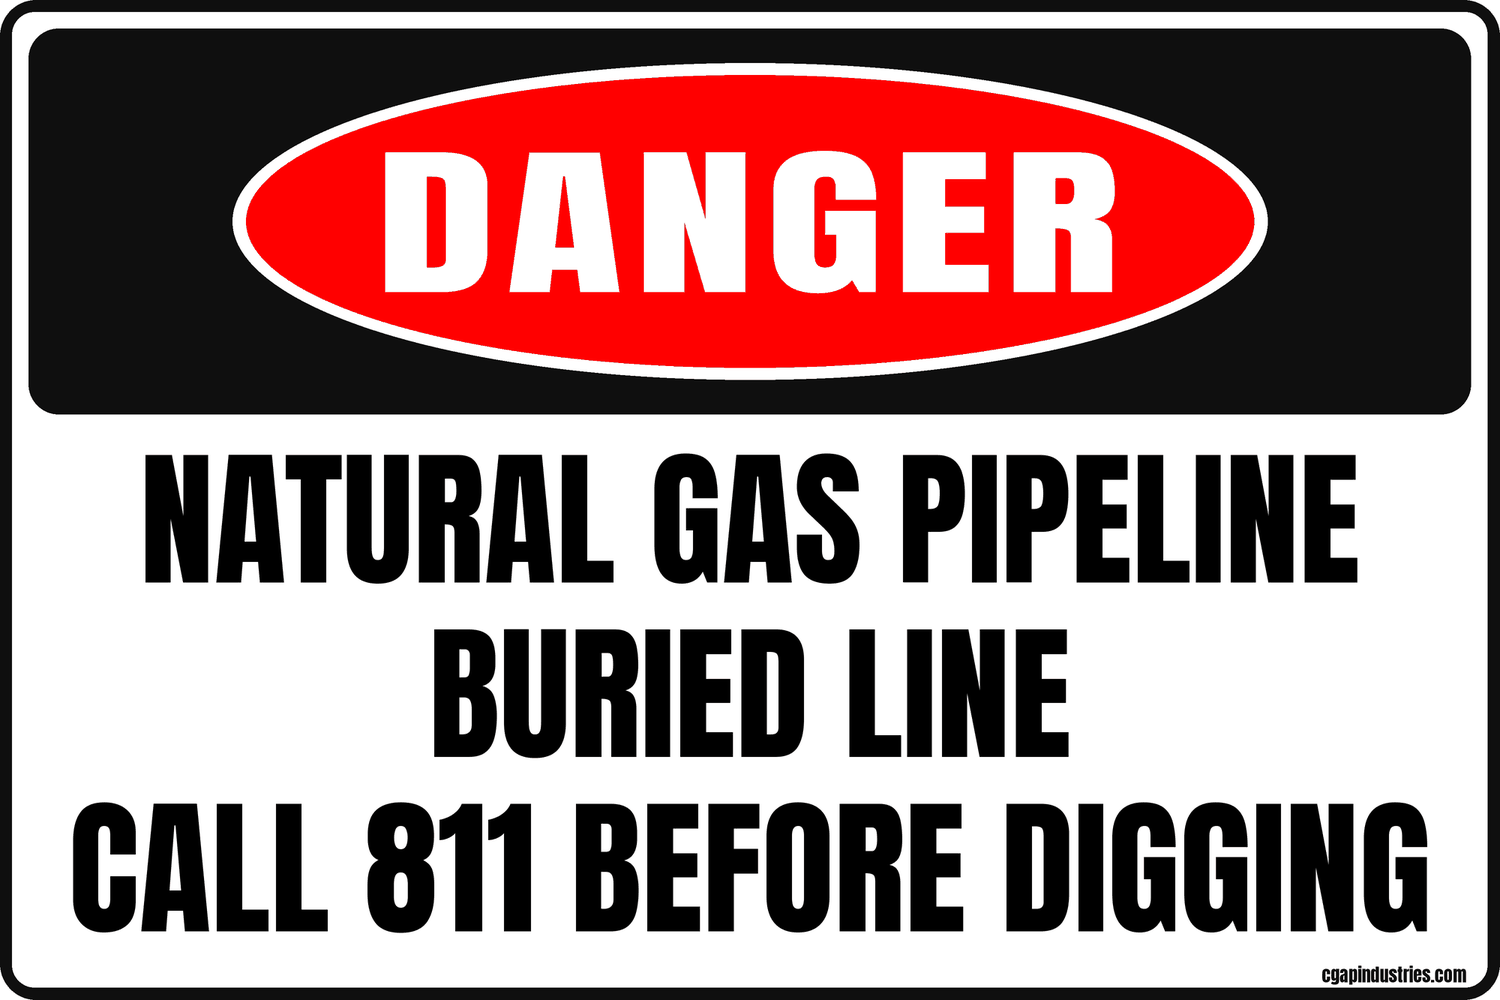 DANGER
NATURAL GAS PIPELINE
BURIED LINE
CALL 811 BEFORE DIGGING
cgapindustries.com